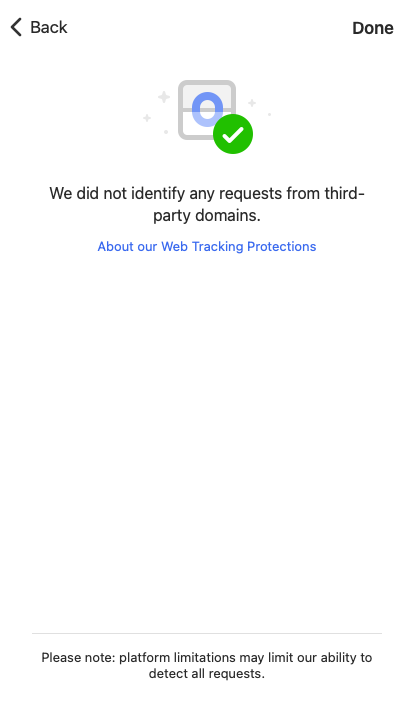 Back
Done
0
We did not identify any requests from third-
party domains.
About our Web Tracking Protections
Please note: platform limitations may limit our ability to
detect all requests.